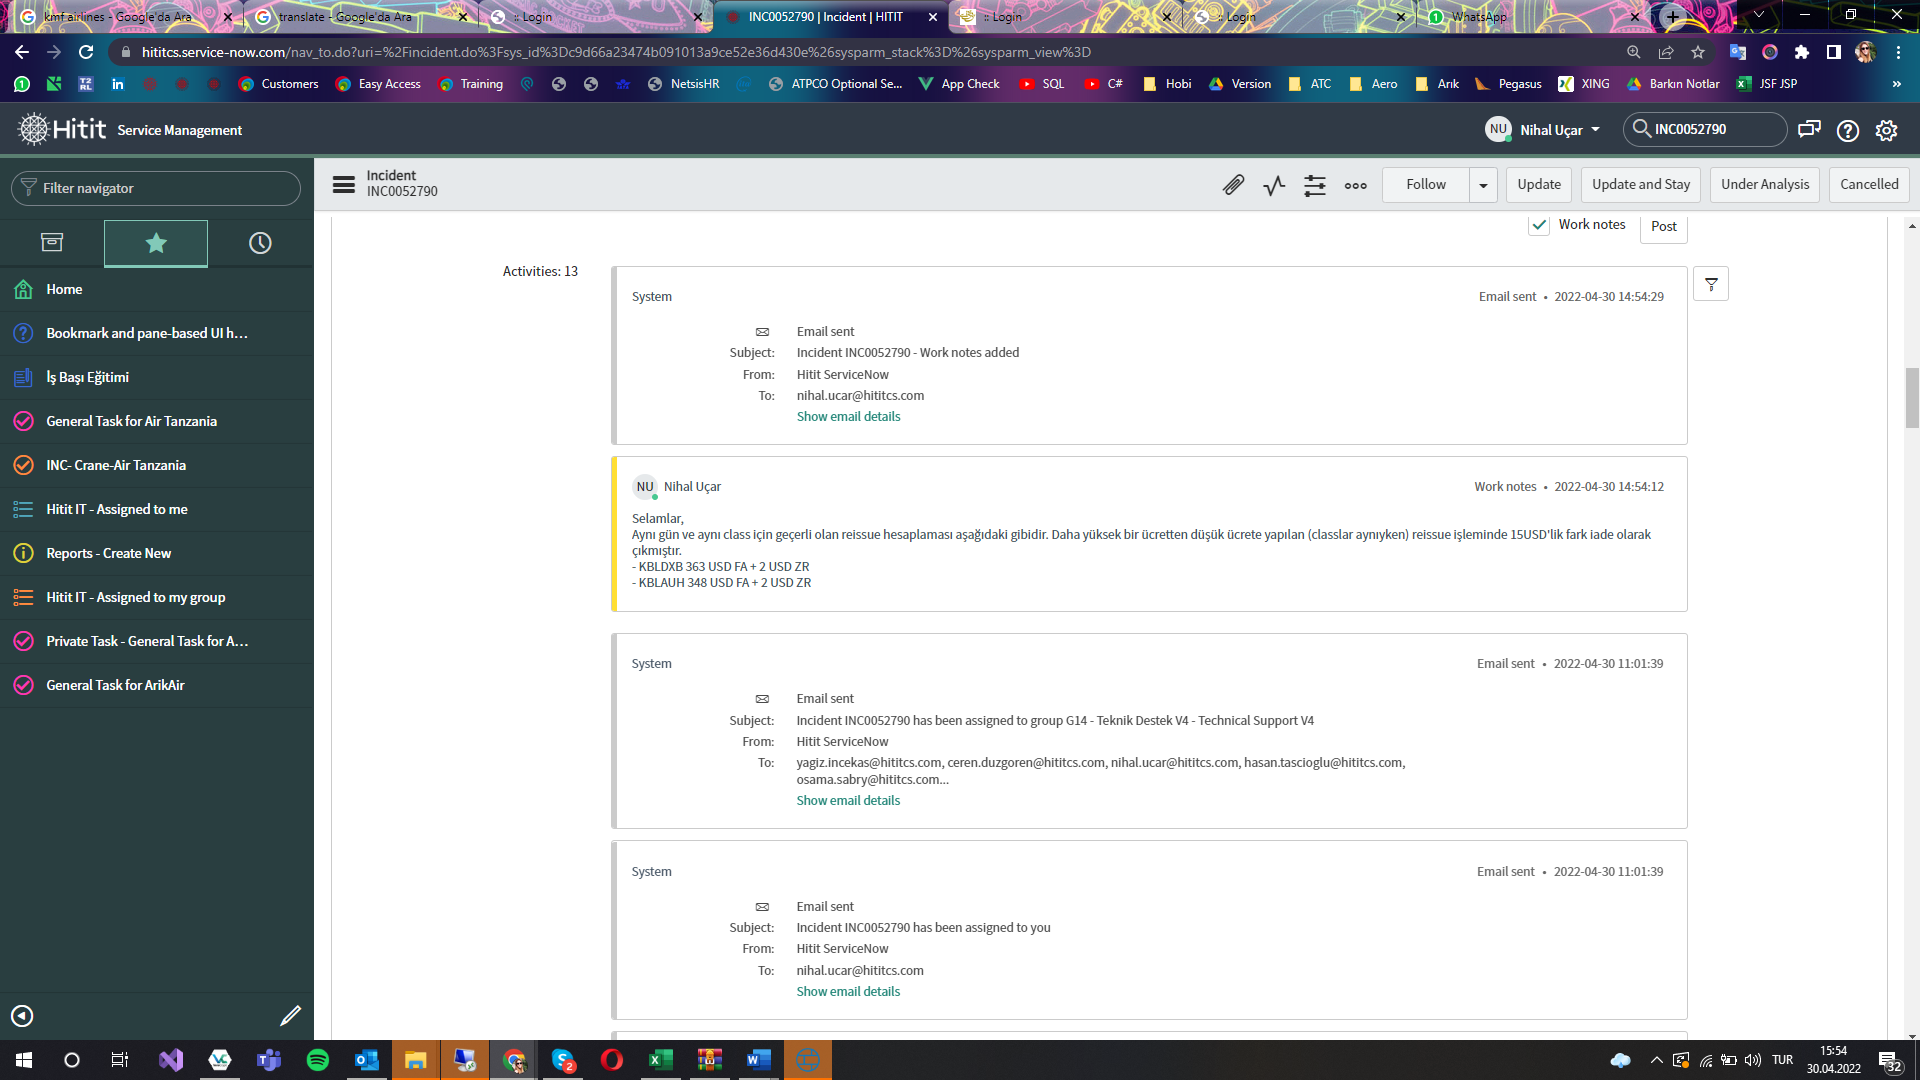 kmf airlines - Google'da Ara
translate - Google'da Ara
:: Login
INC0052790 | Incident | HITIT
:: Login
:: Login
WhatsApp
hititcs.service-now.com/nav_to.do?uri=%2Fincident.do%3Fsys_id%3Dc9d66a23474b091013a9ce52e36d430e%26sysparm_stack%3D%26sysparm_view%3D
Customers
Easy Access
Training
NetsisHR
ATPCO Optional Se...
App Check
SQL
C#
Hobi
Version
ATC
Aero
Arık
Pegasus
XING
Barkın Notlar
JSF JSP
»
Hitit Service Management
NU Nihal Uçar
INC0052790
Filter navigator
Incident
INC0052790
Follow
Update
Update and Stay
Under Analysis
Cancelled
Home
Bookmark and pane-based UI h...
İş Başı Eğitimi
General Task for Air Tanzania
INC- Crane-Air Tanzania
Hitit IT - Assigned to me
Reports - Create New
Hitit IT - Assigned to my group
Private Task - General Task for A...
General Task for ArikAir
Work notes
Post
Activities: 13
System
Email sent • 2022-04-30 14:54:29
Email sent
Subject: Incident INC0052790 - Work notes added
From: Hitit ServiceNow
To: nihal.ucar@hititcs.com
Show email details
NU Nihal Uçar
Work notes • 2022-04-30 14:54:12
Selamlar,
Aynı gün ve aynı class için geçerli olan reissue hesaplaması aşağıdaki gibidir. Daha yüksek bir ücretten düşük ücrete yapılan (classlar aynıyken) reissue işleminde 15USD'lik fark iade olarak
çıkmıştır.
- KBLDXB 363 USD FA + 2 USD ZR
- KBLAUH 348 USD FA + 2 USD ZR
System
Email sent • 2022-04-30 11:01:39
Email sent
Subject: Incident INC0052790 has been assigned to group G14 - Teknik Destek V4 - Technical Support V4
From: Hitit ServiceNow
To: yagiz.incekas@hititcs.com, ceren.duzgoren@hititcs.com, nihal.ucar@hititcs.com, hasan.tascioglu@hititcs.com,
osama.sabry@hititcs.com...
Show email details
System
Email sent • 2022-04-30 11:01:39
Email sent
Subject: Incident INC0052790 has been assigned to you
From: Hitit ServiceNow
To: nihal.ucar@hititcs.com
Show email details
2
TUR
15:54
30.04.2022
32